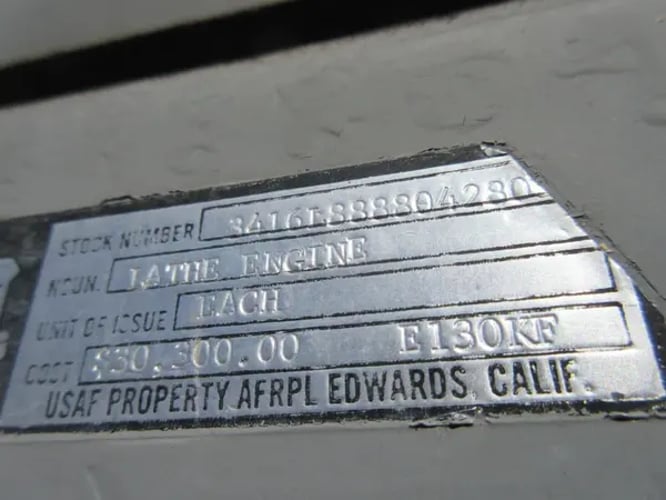 STOCK NUMBER 3416L888804280
NOUN. LATHE ENGINE
UNIT OF ISSUE EACH
COST $30,300.00 E130KF
USAF PROPERTY AFRPL EDWARDS, CALIF.